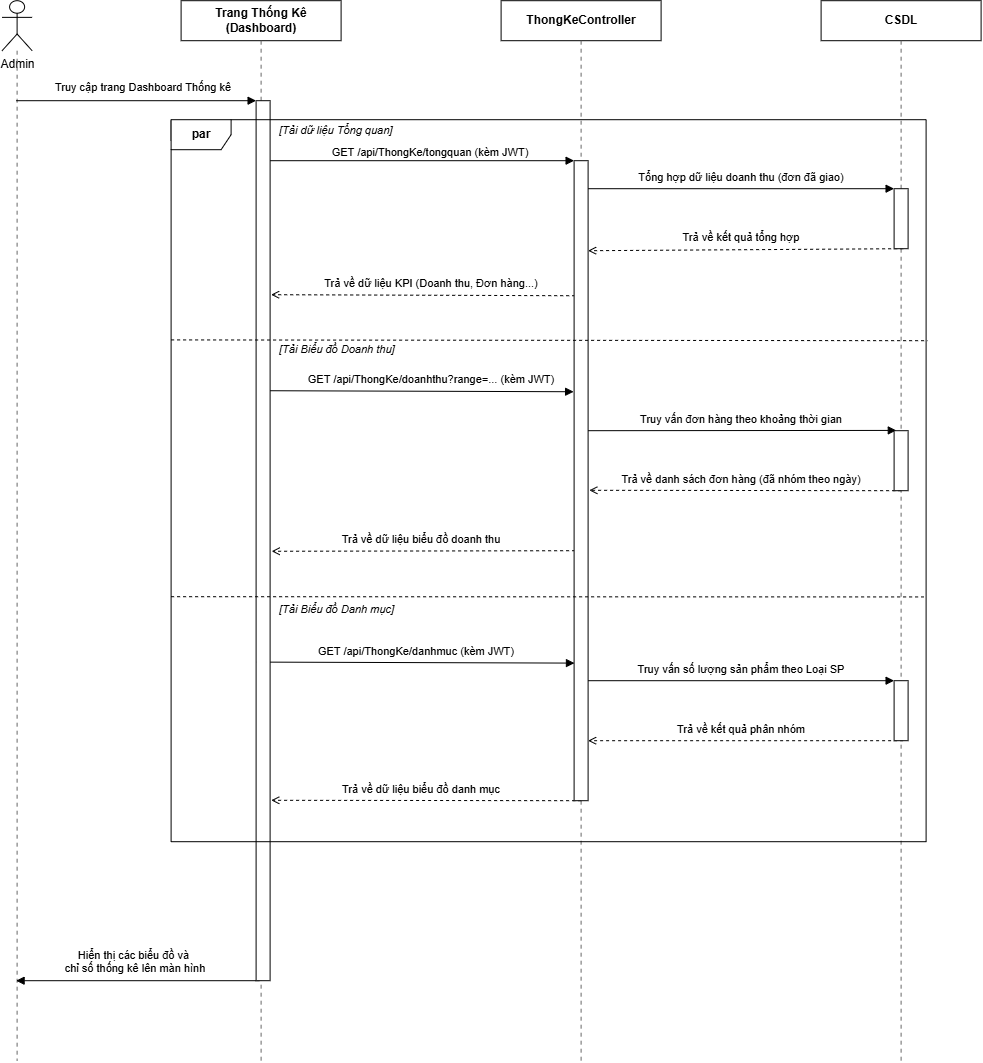 Trang Thống Kê
(Dashboard)
ThongKeController
CSDL
Admin
Truy cập trang Dashboard Thống kê
par
[Tải dữ liệu Tổng quan]
GET /api/ThongKe/tongquan (kèm JWT)
Tổng hợp dữ liệu doanh thu (đơn đã giao)
Trả về kết quả tổng hợp
Trả về dữ liệu KPI (Doanh thu, Đơn hàng...)
[Tải Biểu đồ Doanh thu]
GET /api/ThongKe/doanhthu?range=... (kèm JWT)
Truy vấn đơn hàng theo khoảng thời gian
Trả về danh sách đơn hàng (đã nhóm theo ngày)
Trả về dữ liệu biểu đồ doanh thu
[Tải Biểu đồ Danh mục]
GET /api/ThongKe/danhmuc (kèm JWT)
Truy vấn số lượng sản phẩm theo Loại SP
Trả về kết quả phân nhóm
Trả về dữ liệu biểu đồ danh mục
Hiển thị các biểu đồ và
chỉ số thống kê lên màn hình